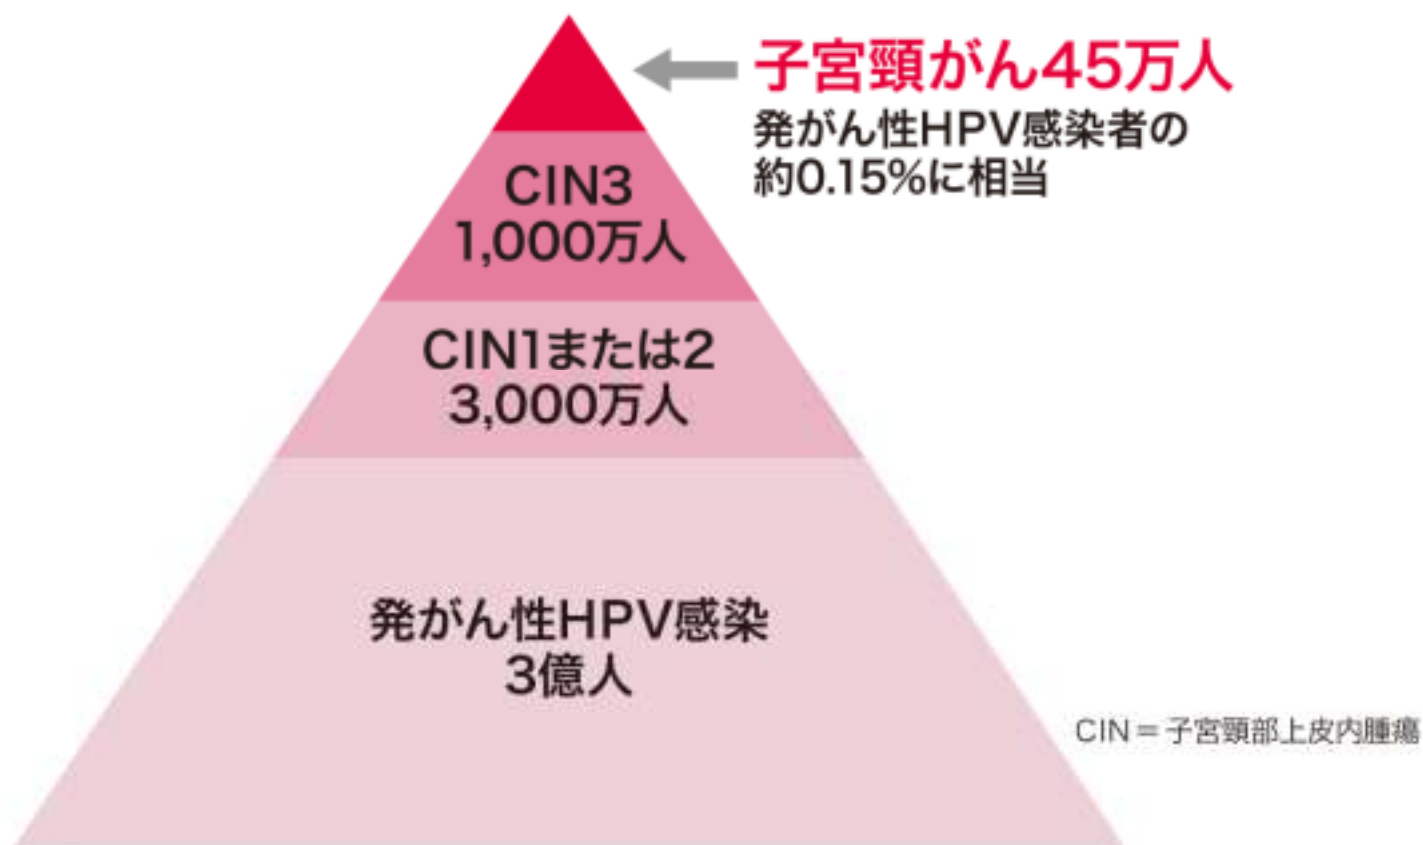 子宮頸がん45万人
発がん性HPV感染者の
約0.15%に相当
CIN3
1,000万人
CIN1または2
3,000万人
発がん性HPV感染
3億人
CIN＝子宮頸部上皮内腫瘍